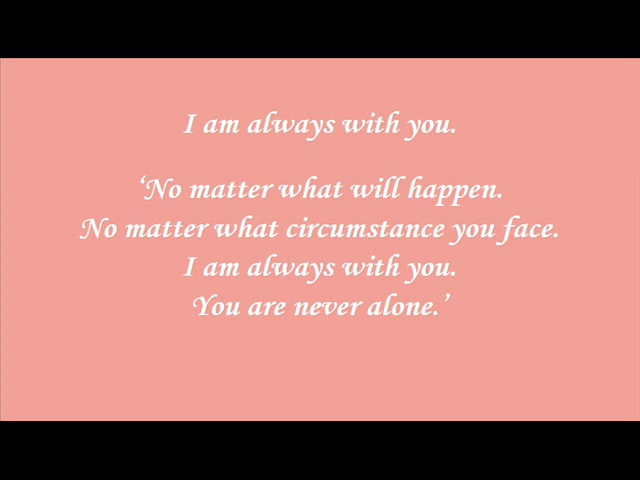 I am always with you.
‘No matter what will happen.
No matter what circumstance you face.
I am always with you.
You are never alone.’